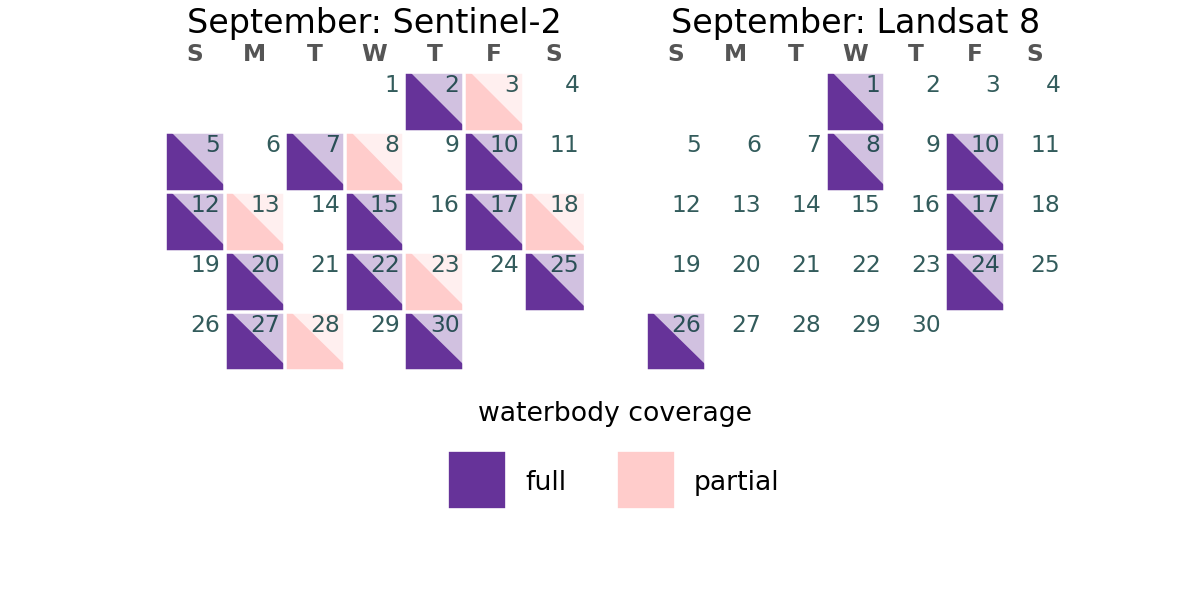 September: Sentinel-2
S M T W T F S
1 2 3 4
5 6 7 8 9 10 11
12 13 14 15 16 17 18
19 20 21 22 23 24 25
26 27 28 29 30
September: Landsat 8
S M T W T F S
1 2 3 4
5 6 7 8 9 10 11
12 13 14 15 16 17 18
19 20 21 22 23 24 25
26 27 28 29 30
waterbody coverage
full partial